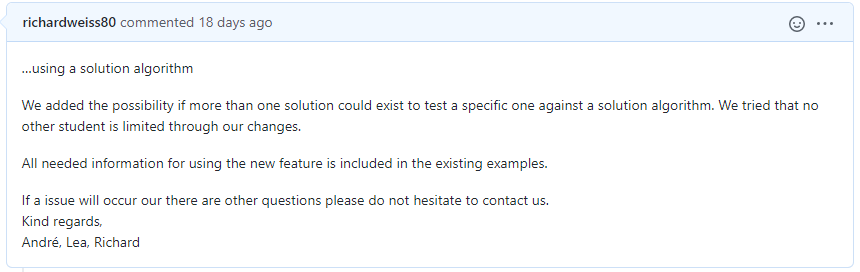 richardweiss80 commented 18 days ago
...using a solution algorithm
We added the possibility if more than one solution could exist to test a specific one against a solution algorithm. We tried that no
other student is limited through our changes.
All needed information for using the new feature is included in the existing examples.
If a issue will occur our there are other questions please do not hesitate to contact us.
Kind regards,
André, Lea, Richard